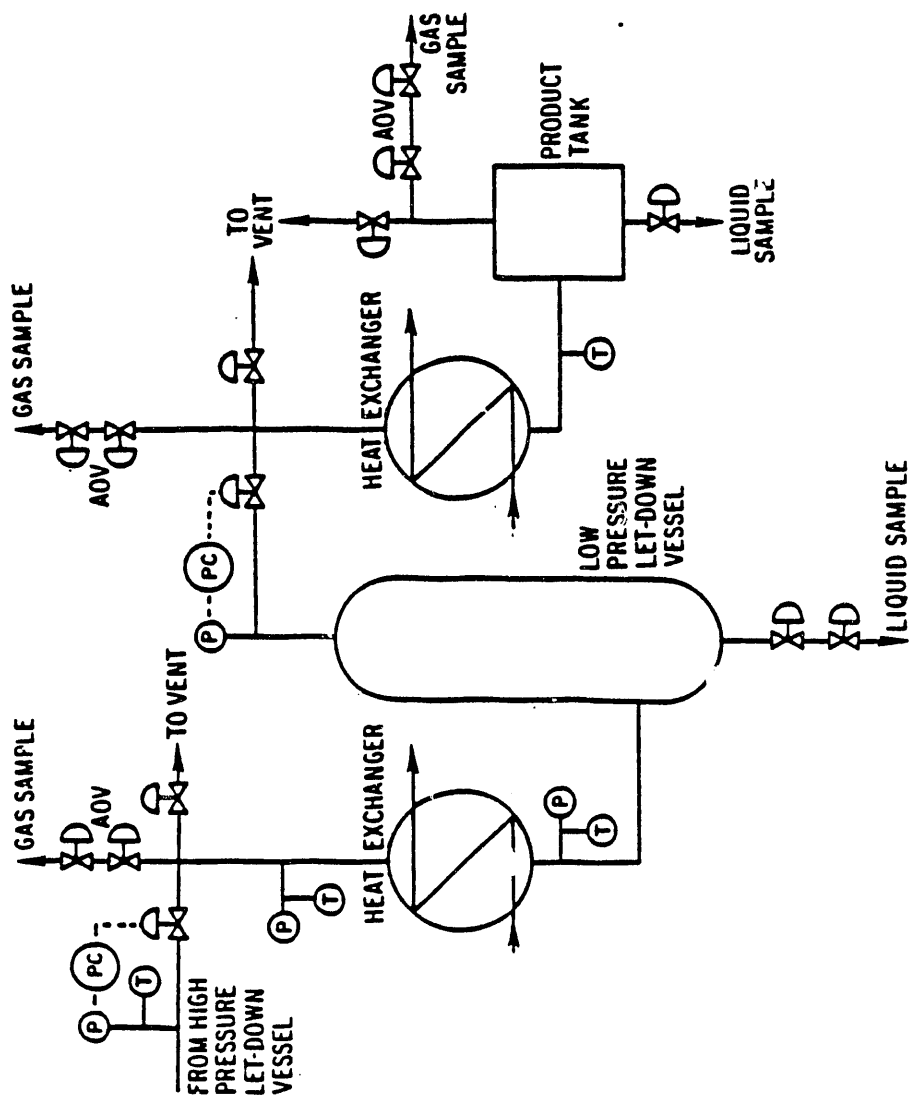 GAS SAMPLE
AOV
P
PC
T
TO VENT
FROM HIGH
PRESSURE
LET-DOWN
VESSEL
P
T
HEAT EXCHANGER
P
T
LOW
PRESSURE
LET-DOWN
VESSEL
LIQUID SAMPLE
P
PC
GAS SAMPLE
AOV
TO
VENT
HEAT EXCHANGER
T
AOV
GAS
SAMPLE
PRODUCT
TANK
LIQUID
SAMPLE